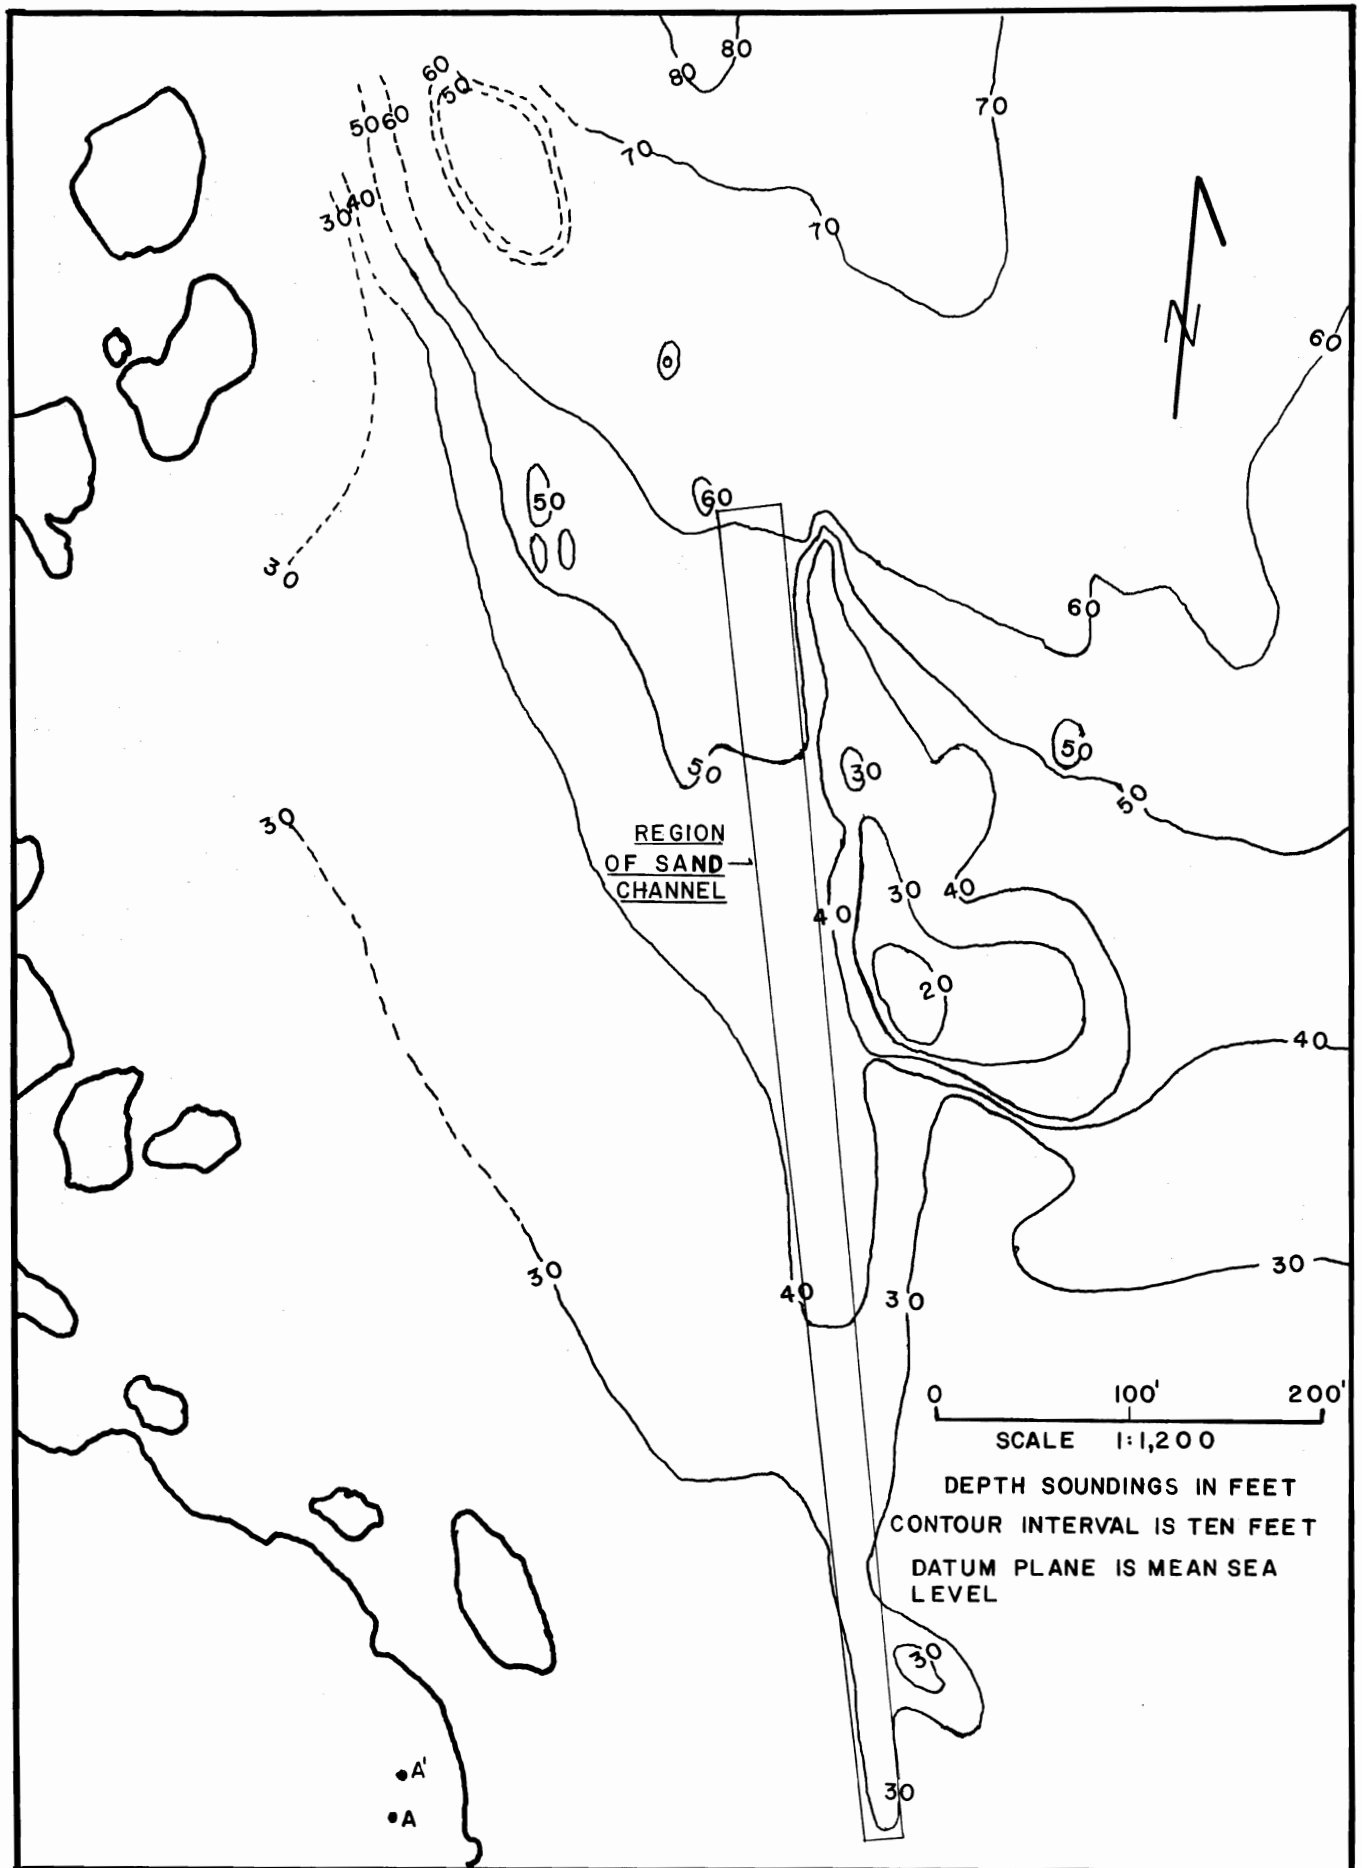 80
80
60
50
70
50 60
70
40
30
70
N
60
50
60
30
60
50
50
50
30
30
REGION
OF SAND
CHANNEL
30 40
40
20
40
30
30
40
30
0 100' 200'
SCALE 1:1,200
DEPTH SOUNDINGS IN FEET
CONTOUR INTERVAL IS TEN FEET
DATUM PLANE IS MEAN SEA
LEVEL
30
A'
30
A